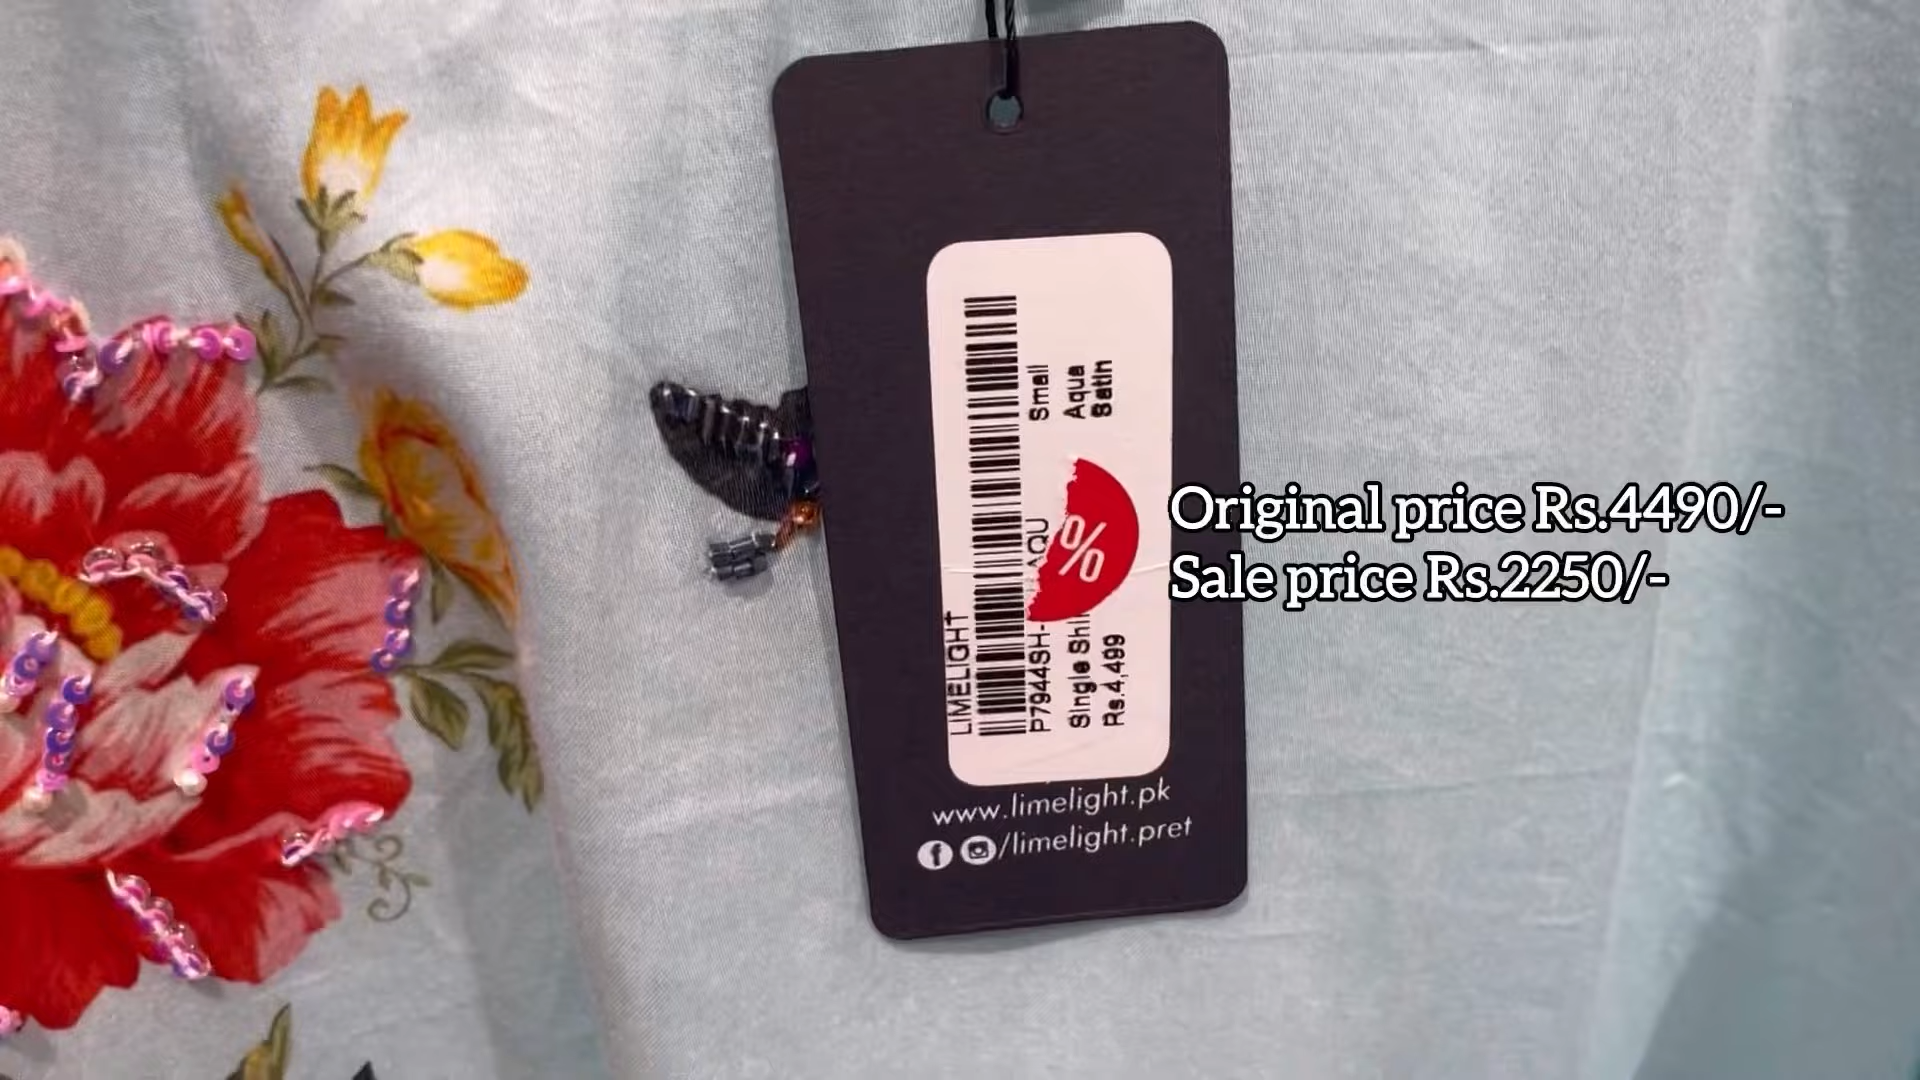 LIMELIGHT
P7944SH- AQU
Small
Single
Aqua
Rs.4,499
Satin
%
www.limelight.pk
/limelight.pret
Original price Rs.4490/-
Sale price Rs.2250/-